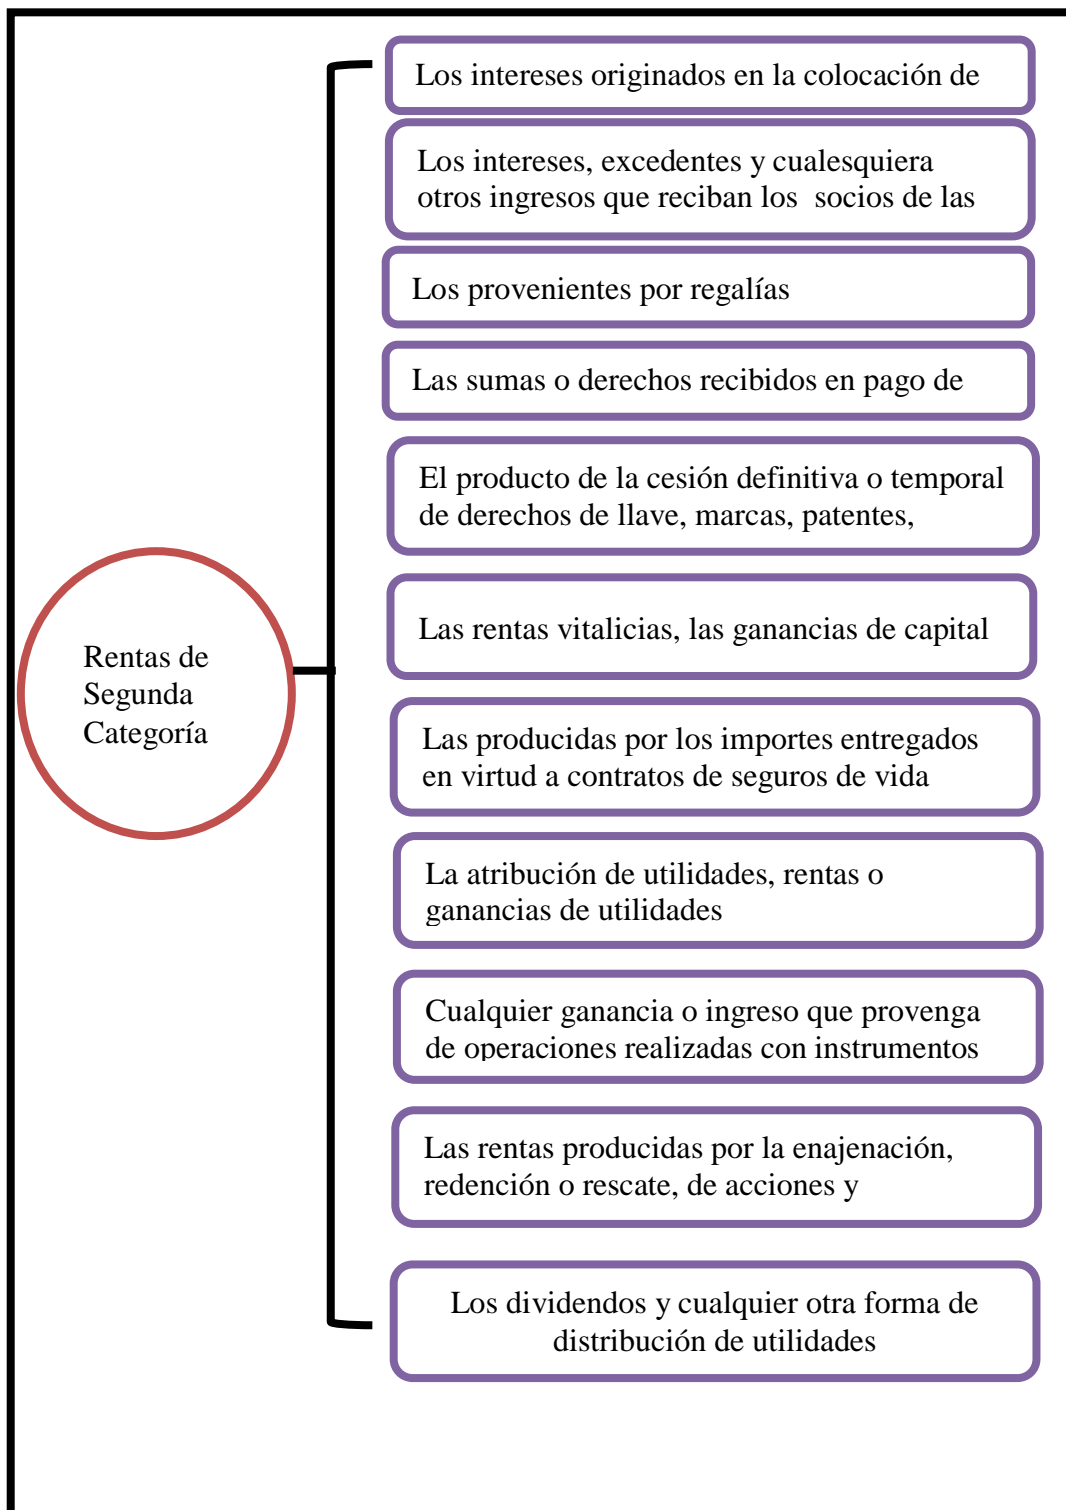 Los intereses originados en la colocación de
Los intereses, excedentes y cualesquiera
otros ingresos que reciban los socios de las
Los provenientes por regalías
Las sumas o derechos recibidos en pago de
El producto de la cesión definitiva o temporal
de derechos de llave, marcas, patentes,
Las rentas vitalicias, las ganancias de capital
Rentas de
Segunda
Categoría
Las producidas por los importes entregados
en virtud a contratos de seguros de vida
La atribución de utilidades, rentas o
ganancias de utilidades
Cualquier ganancia o ingreso que provenga
de operaciones realizadas con instrumentos
Las rentas producidas por la enajenación,
redención o rescate, de acciones y
Los dividendos y cualquier otra forma de
distribución de utilidades